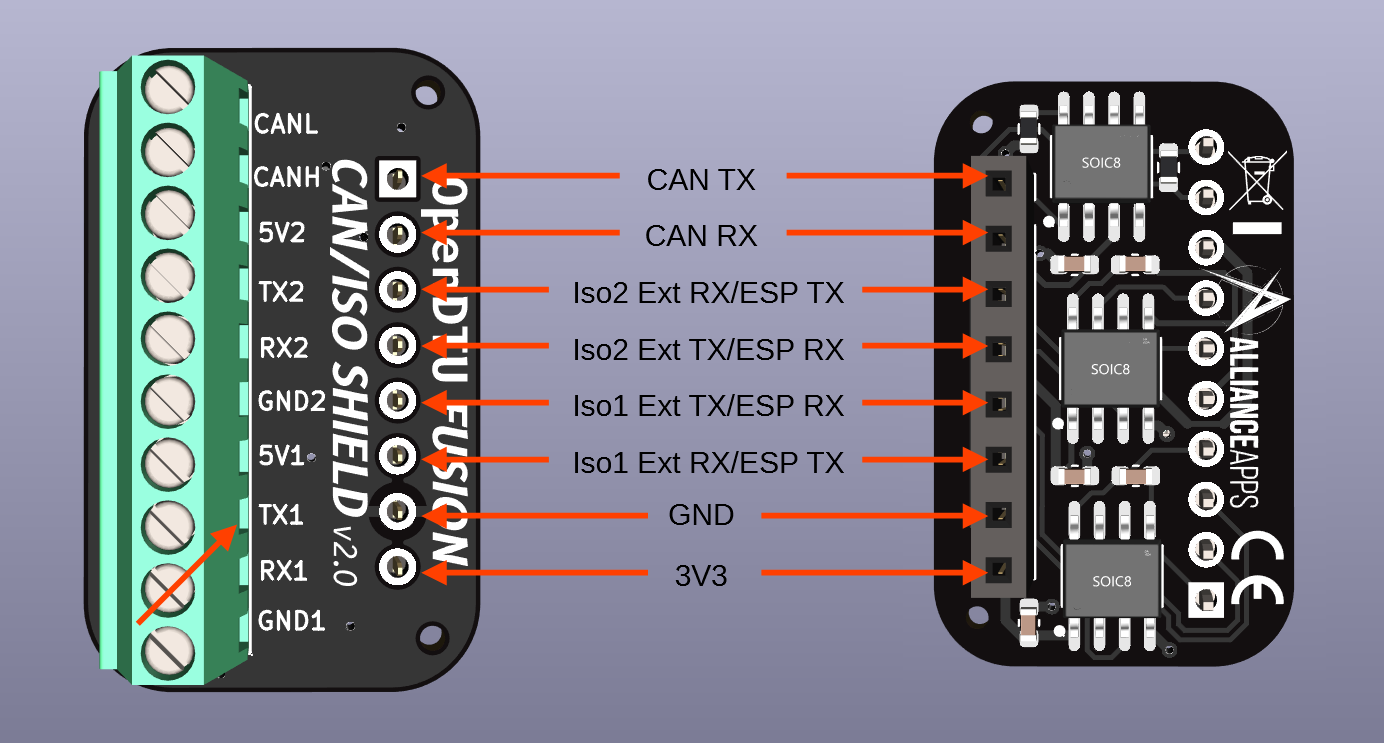 CANL
CANH
5V2
TX2
RX2
GND2
5V1
TX1
RX1
GND1
CAN/ISO SHIELD v2.0
OpenDTU FUSION
CAN TX
CAN RX
Iso2 Ext RX/ESP TX
Iso2 Ext TX/ESP RX
Iso1 Ext TX/ESP RX
Iso1 Ext RX/ESP TX
GND
3V3
SOIC8
SOIC8
SOIC8
ALLIANCEAPPS
CE